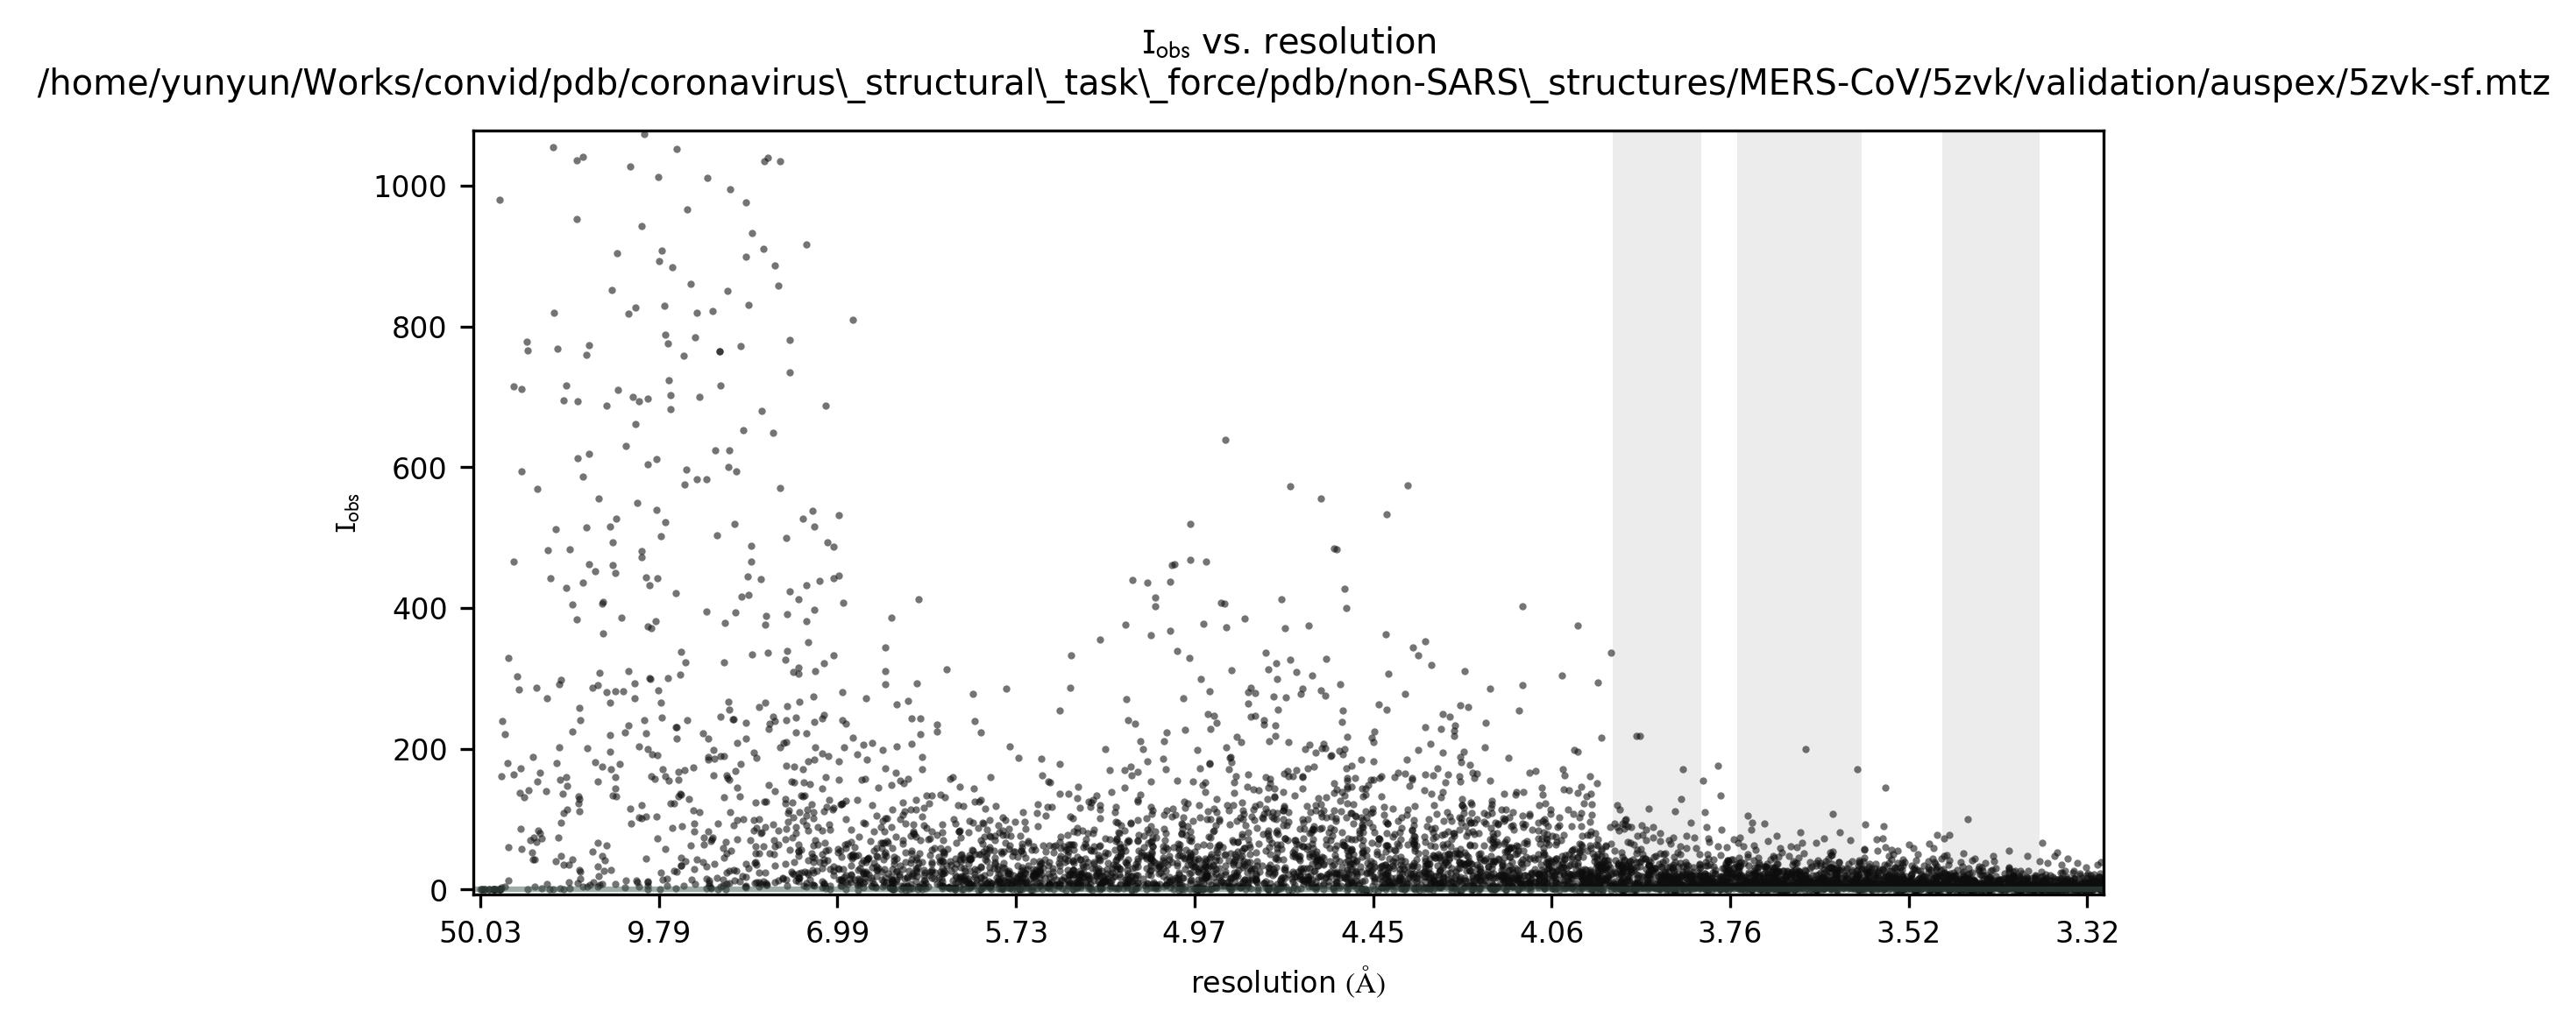 I_obs vs. resolution
/home/yunyun/Works/convid/pdb/coronavirus\_structural\_task\_force/pdb/non-SARS\_structures/MERS-CoV/5zvk/validation/auspex/5zvk-sf.mtz
1000
800
600
400
200
0
I_obs
50.03 9.79 6.99 5.73 4.97 4.45 4.06 3.76 3.52 3.32
resolution (Å)